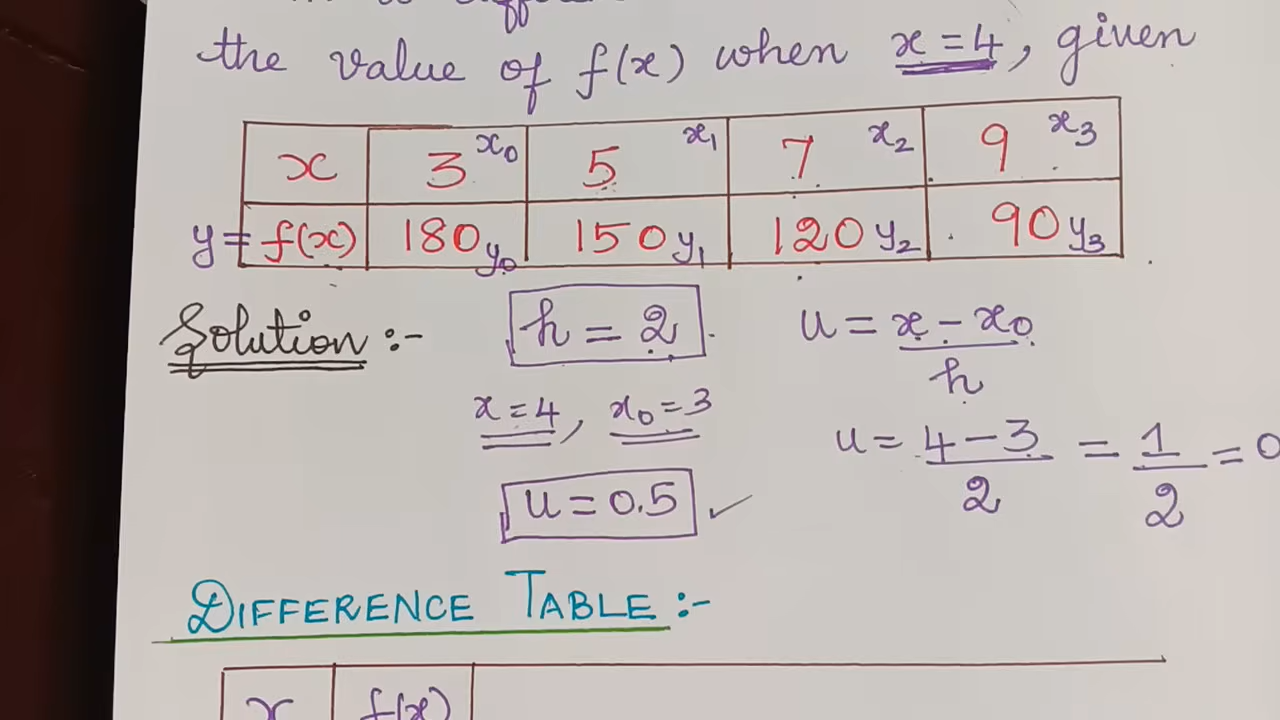 the value of f(x) when x = 4, given
x 3 x0 5 x1 7 x2 9 x3
y = f(x) 180 y0 150 y1 120 y2 90 y3
Solution :- h = 2 u = x - x0 / h
x = 4, x0 = 3
u = 4 - 3 / 2 = 1 / 2 = 0
u = 0.5 ✓
DIFFERENCE TABLE :-
x f(x)